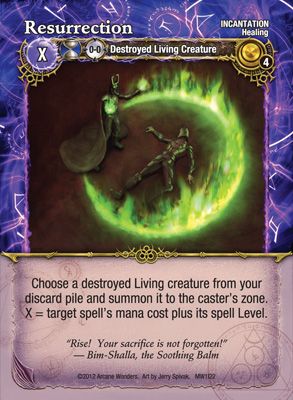 Resurrection
INCANTATION
Healing
X
0-0
Destroyed Living Creature
4
Choose a destroyed Living creature from your
discard pile and summon it to the caster's zone.
X = target spell's mana cost plus its spell Level.
"Rise! Your sacrifice is not forgotten!"
— Bim-Shalla, the Soothing Balm
©2012 Arcane Wonders. Art by Jerry Spivak. MW1I22